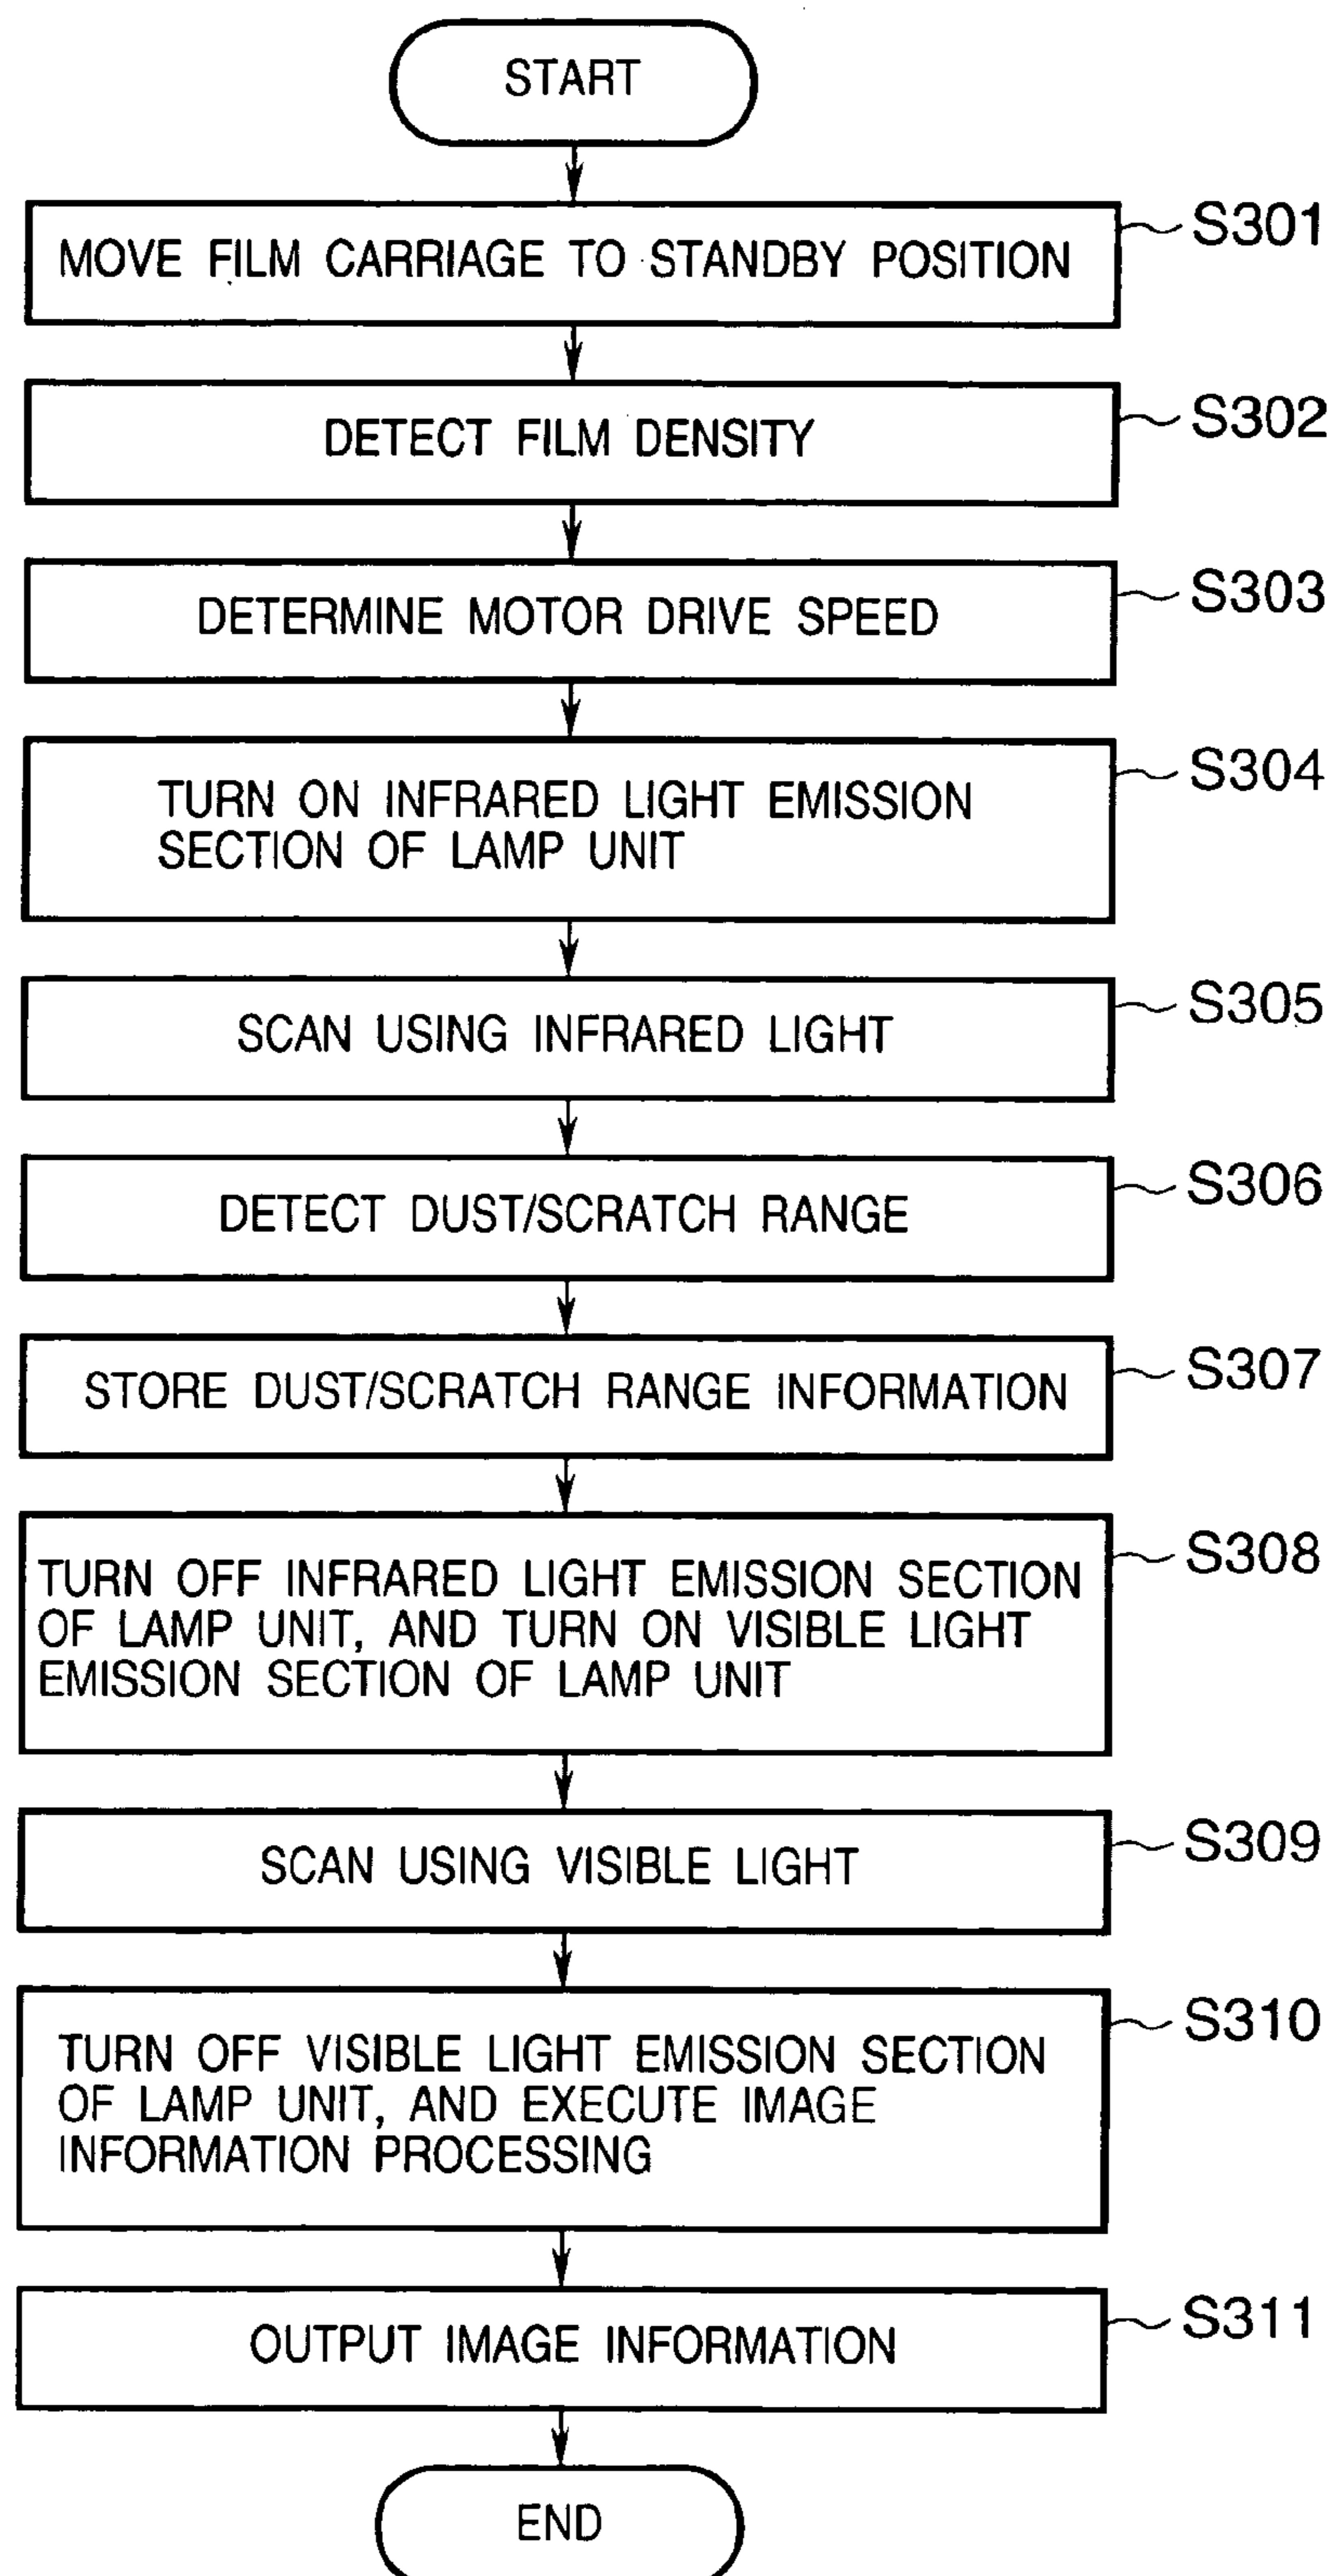 START
MOVE FILM CARRIAGE TO STANDBY POSITION
S301
DETECT FILM DENSITY
S302
DETERMINE MOTOR DRIVE SPEED
S303
TURN ON INFRARED LIGHT EMISSION
SECTION OF LAMP UNIT
S304
SCAN USING INFRARED LIGHT
S305
DETECT DUST/SCRATCH RANGE
S306
STORE DUST/SCRATCH RANGE INFORMATION
S307
TURN OFF INFRARED LIGHT EMISSION SECTION
OF LAMP UNIT, AND TURN ON VISIBLE LIGHT
EMISSION SECTION OF LAMP UNIT
S308
SCAN USING VISIBLE LIGHT
S309
TURN OFF VISIBLE LIGHT EMISSION SECTION
OF LAMP UNIT, AND EXECUTE IMAGE
INFORMATION PROCESSING
S310
OUTPUT IMAGE INFORMATION
S311
END